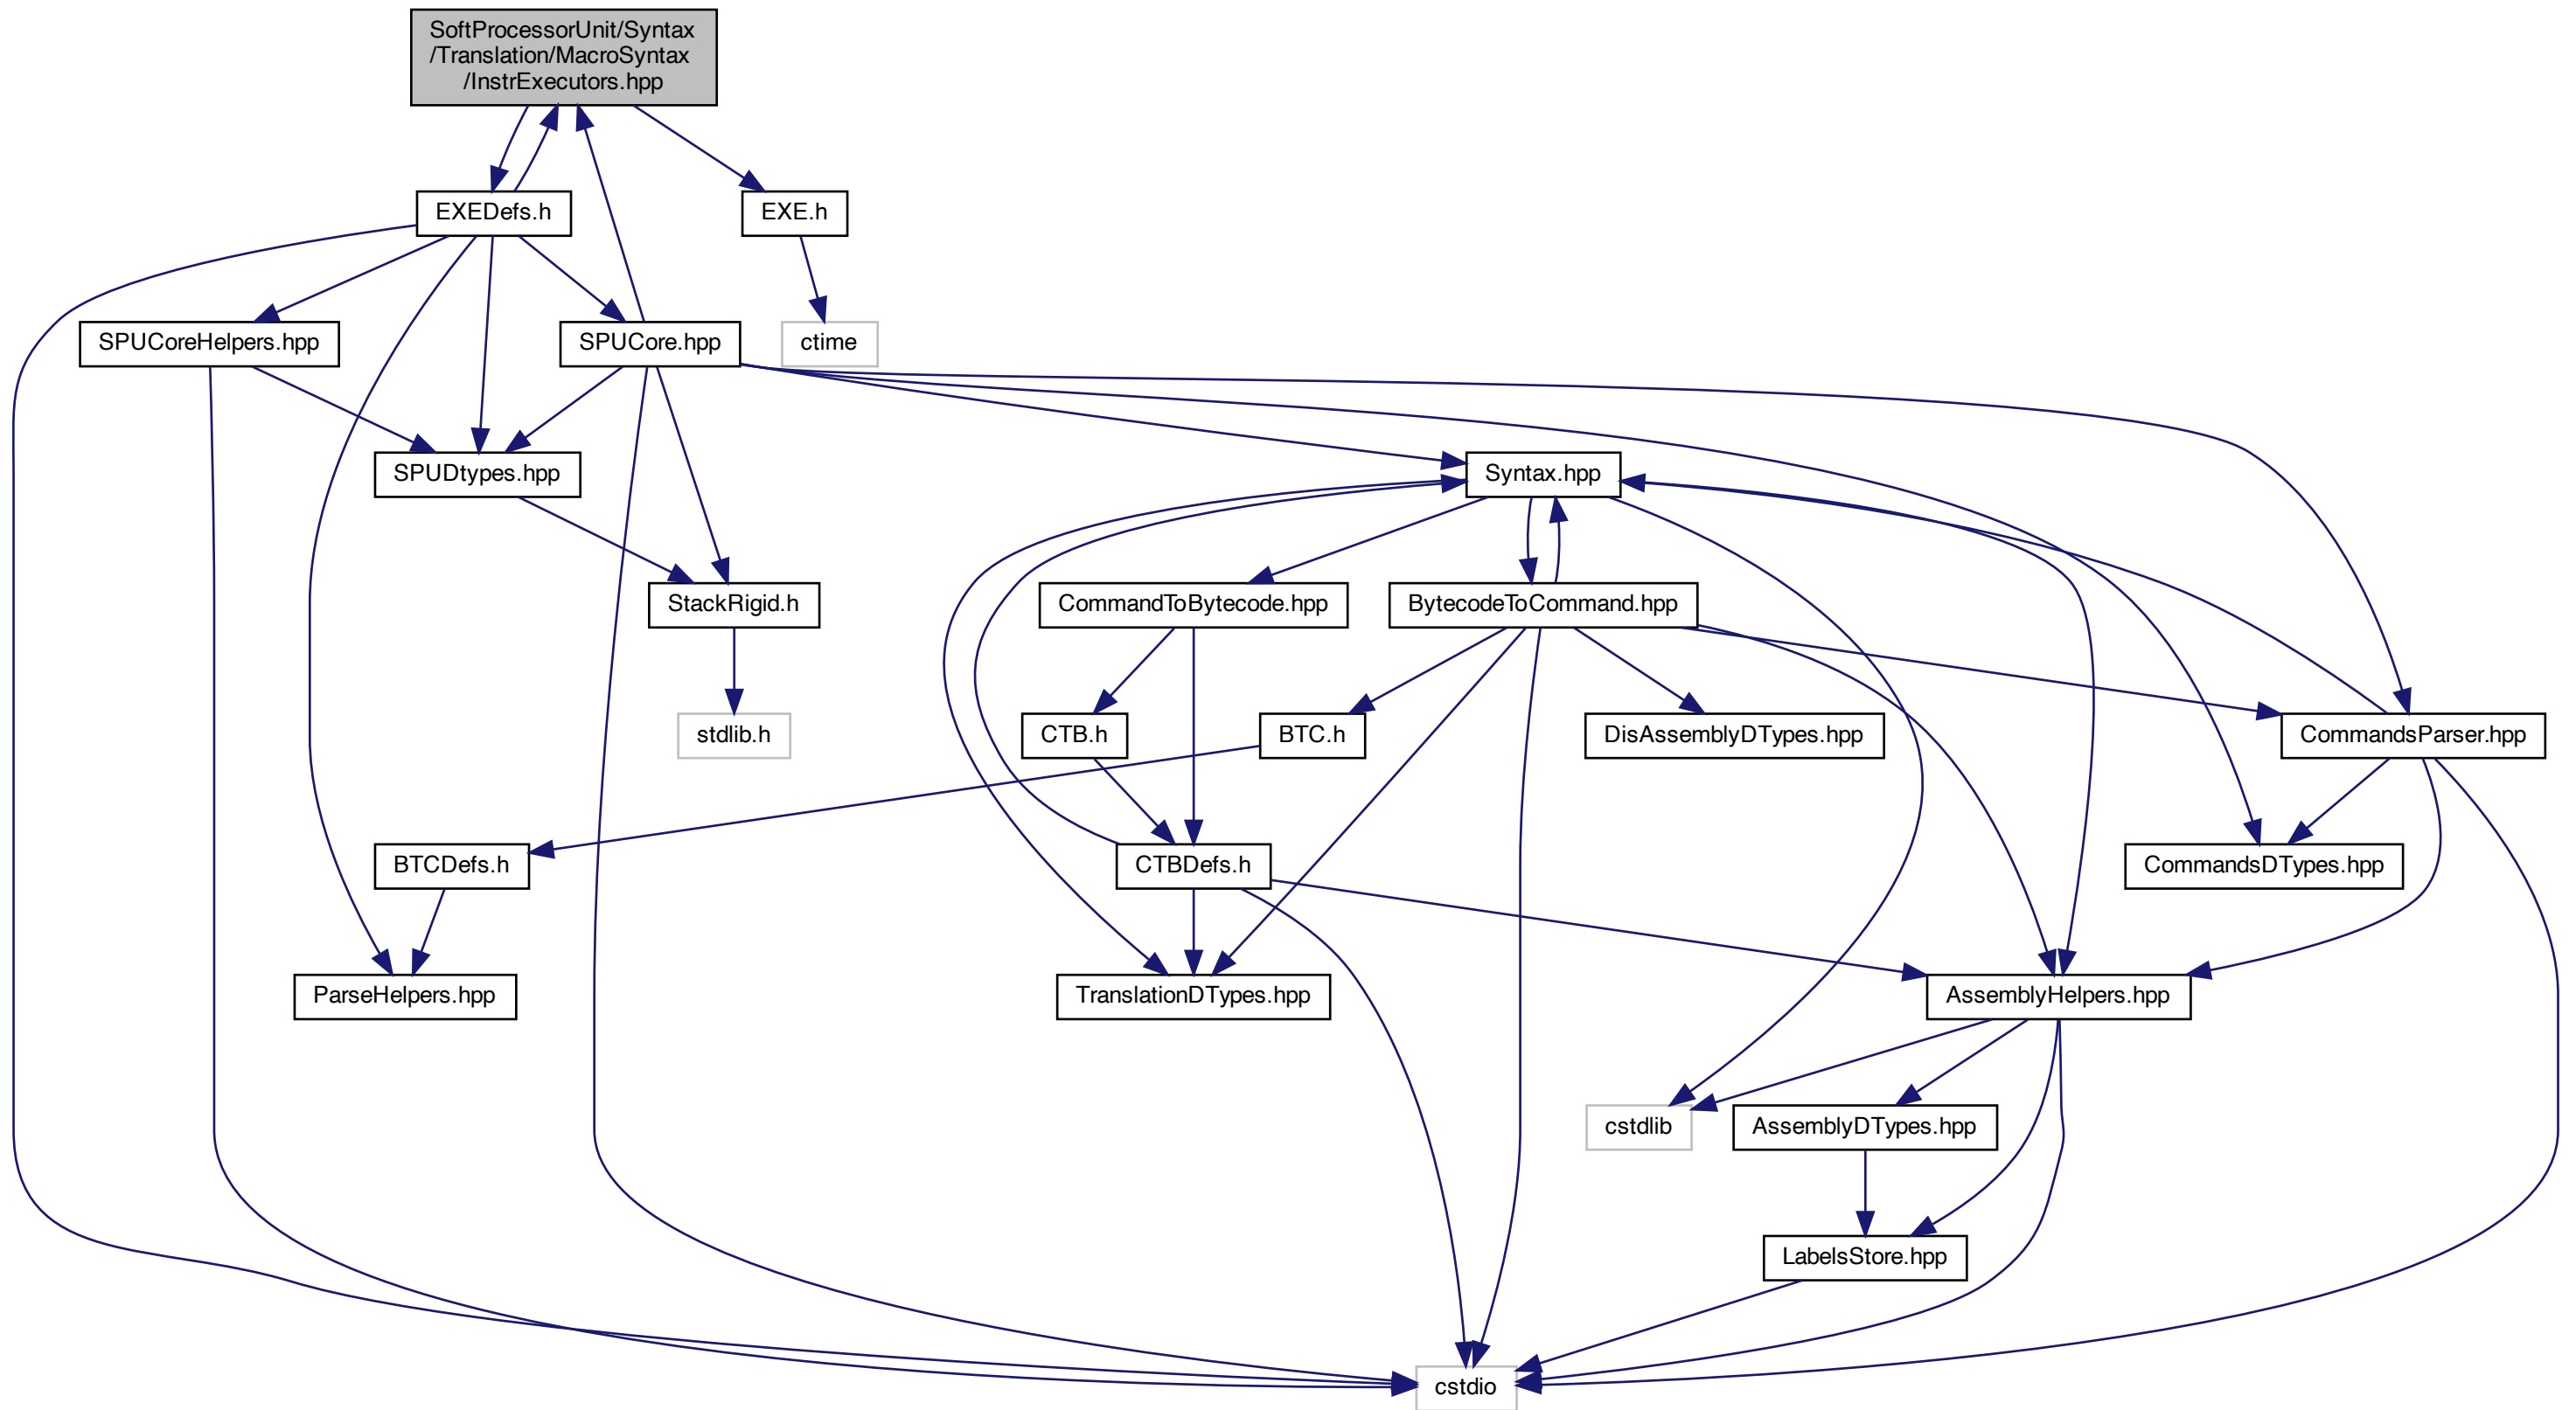 SoftProcessorUnit/Syntax
/Translation/MacroSyntax
/InstrExecutors.hpp
EXEDefs.h
EXE.h
SPUCoreHelpers.hpp
SPUCore.hpp
ctime
SPUDtypes.hpp
Syntax.hpp
StackRigid.h
CommandToBytecode.hpp
BytecodeToCommand.hpp
stdlib.h
CTB.h
BTC.h
DisAssemblyDTypes.hpp
CommandsParser.hpp
BTCDefs.h
CTBDefs.h
CommandsDTypes.hpp
ParseHelpers.hpp
TranslationDTypes.hpp
AssemblyHelpers.hpp
cstdlib
AssemblyDTypes.hpp
LabelsStore.hpp
cstdio